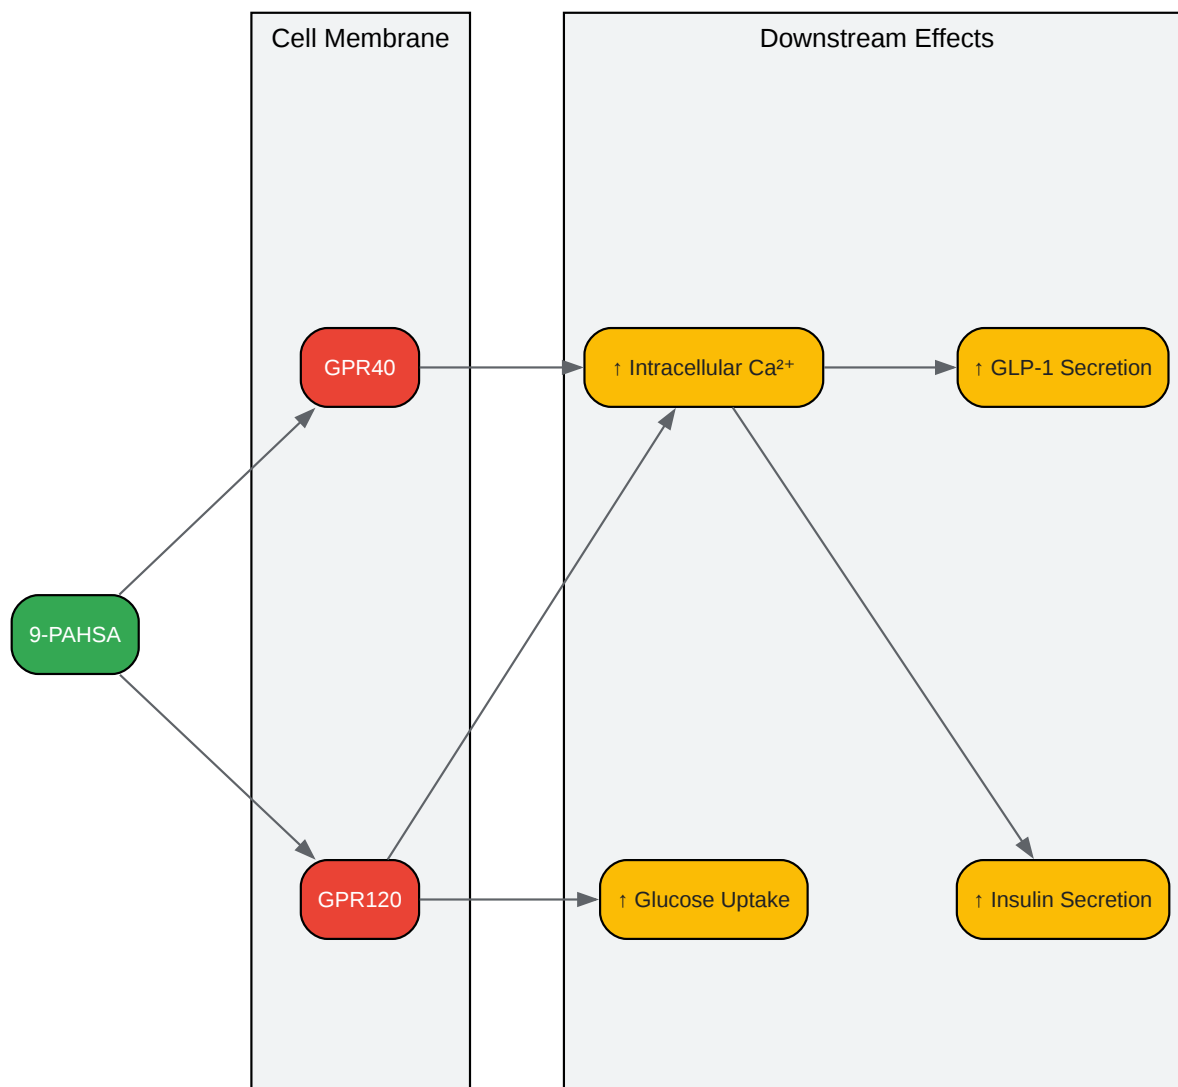 Cell Membrane
Downstream Effects
GPR40
↑ Intracellular Ca²⁺
↑ GLP-1 Secretion
9-PAHSA
GPR120
↑ Glucose Uptake
↑ Insulin Secretion